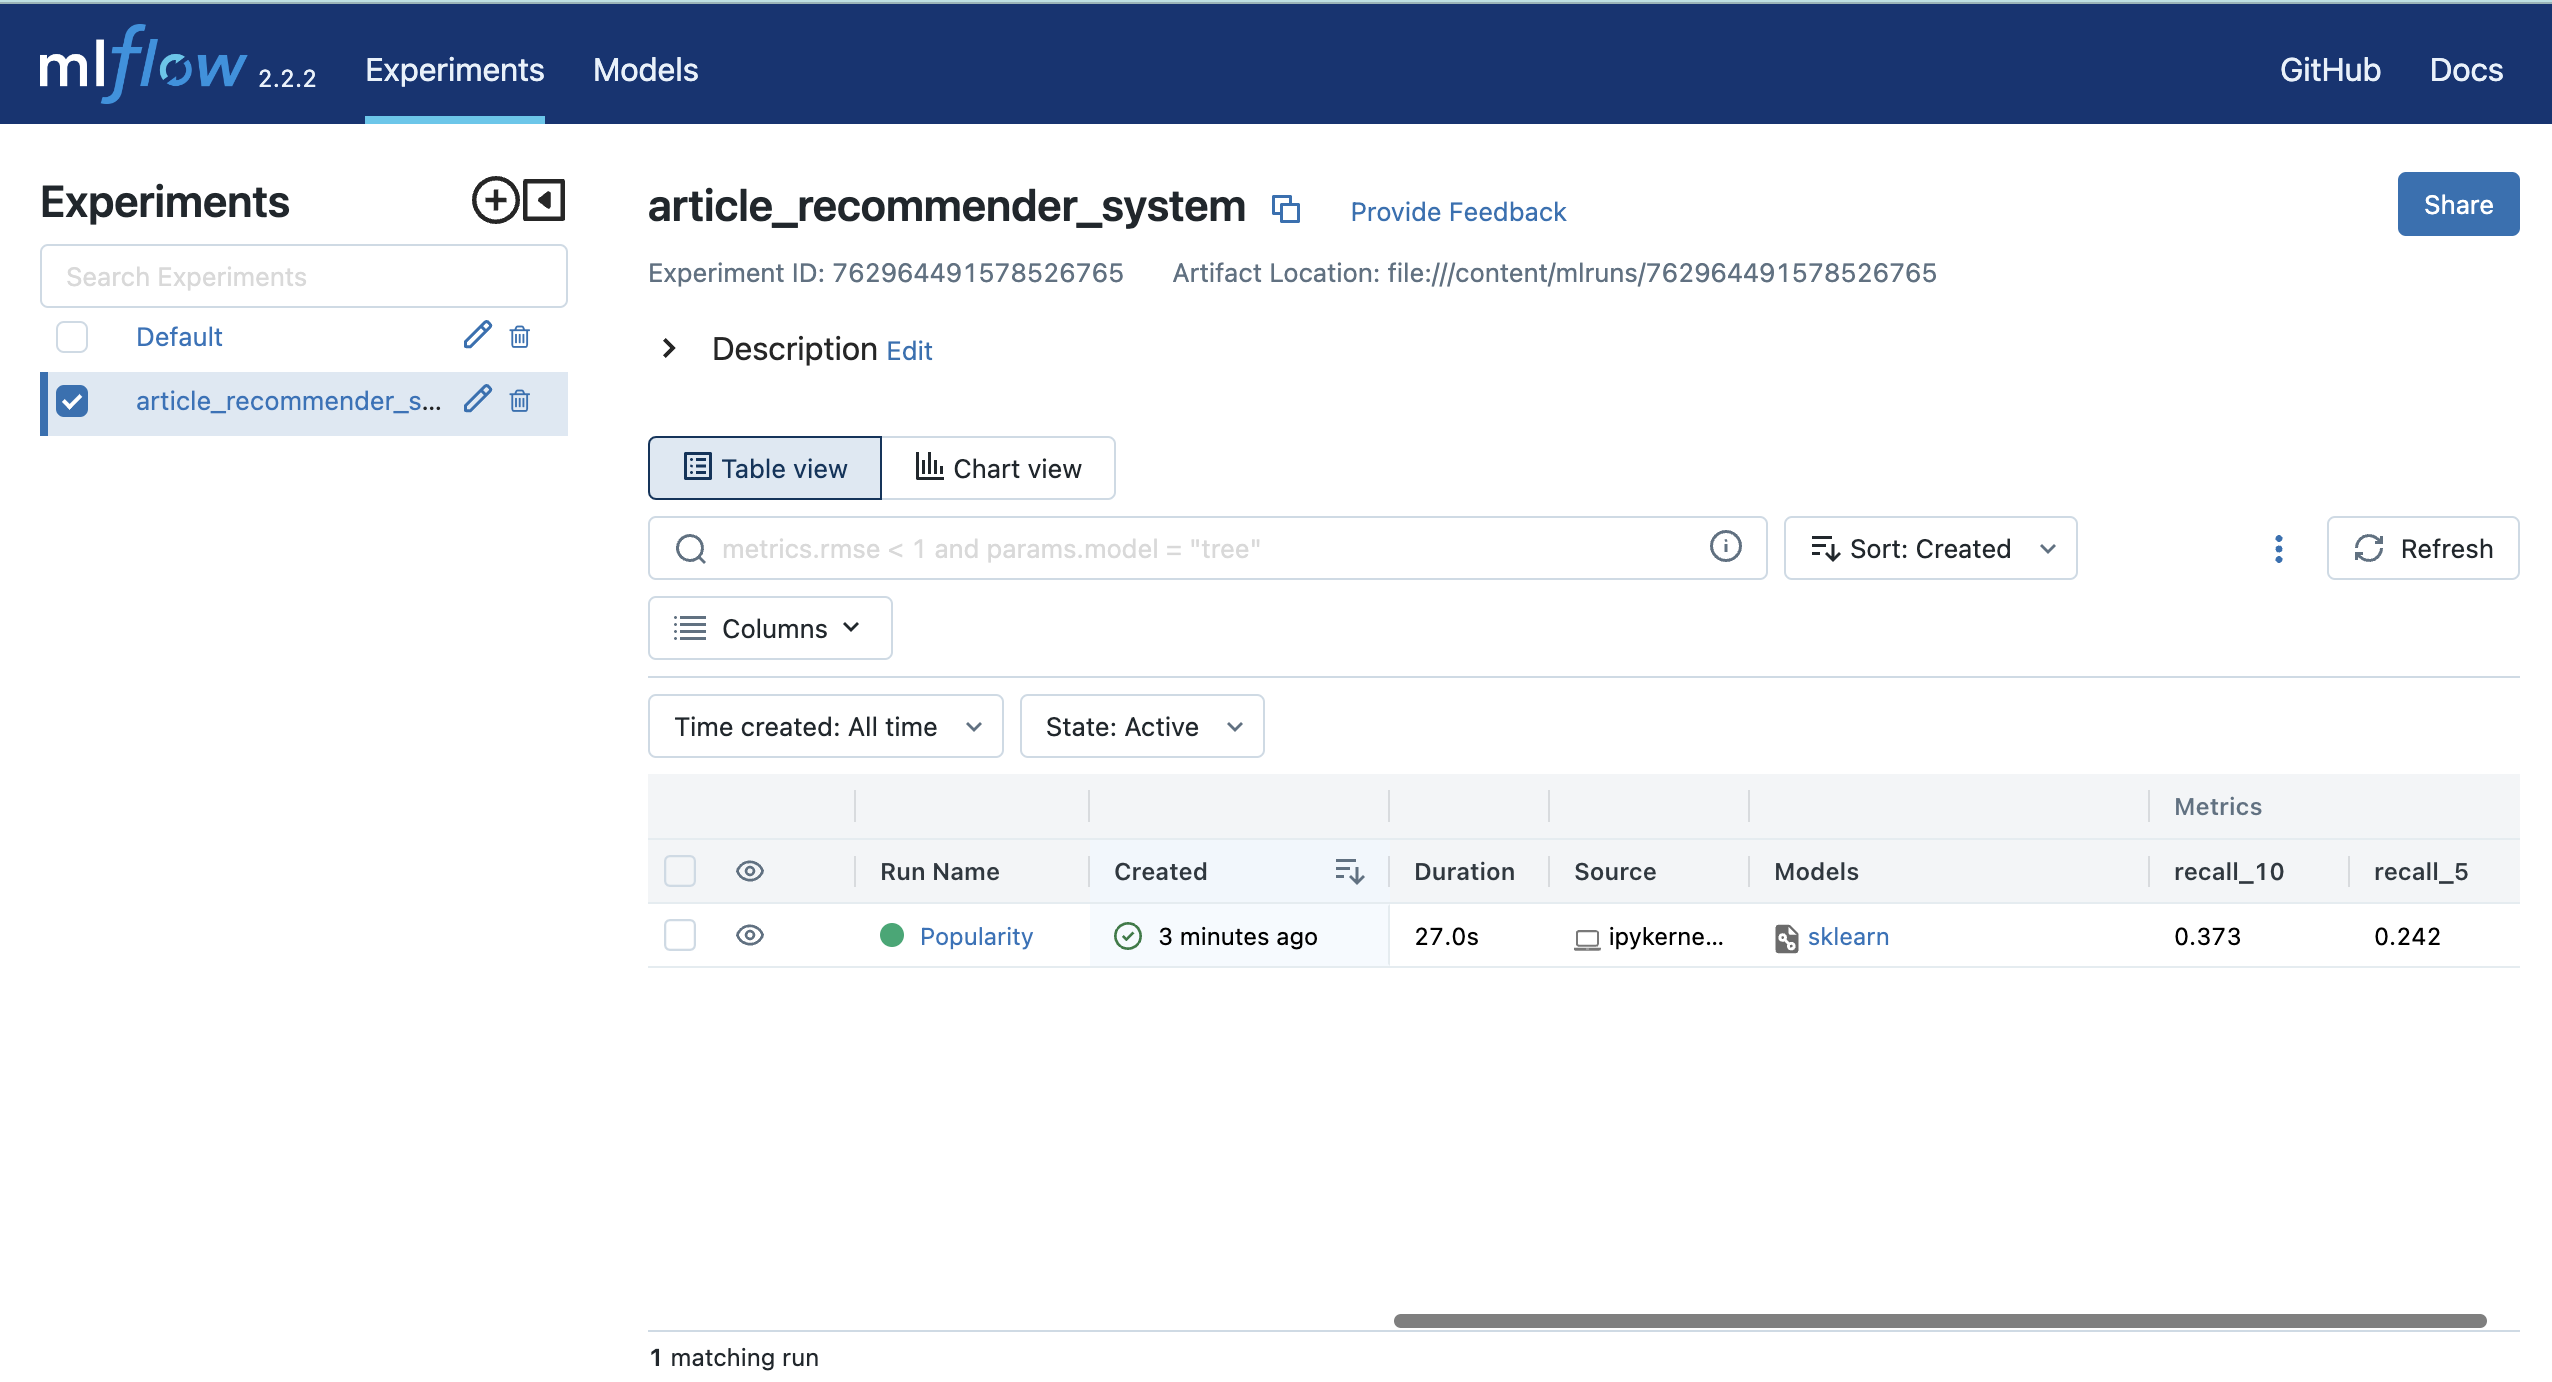 mlflow 2.2.2 Experiments Models GitHub Docs
Experiments
Search Experiments
Default
article_recommender_s...
article_recommender_system Provide Feedback Share
Experiment ID: 762964491578526765 Artifact Location: file:///content/mlruns/762964491578526765
Description Edit
Table view Chart view
metrics.rmse < 1 and params.model = "tree" Sort: Created Refresh
Columns
Time created: All time State: Active
Metrics
Run Name Created Duration Source Models recall_10 recall_5
Popularity 3 minutes ago 27.0s ipykerne... sklearn 0.373 0.242
1 matching run